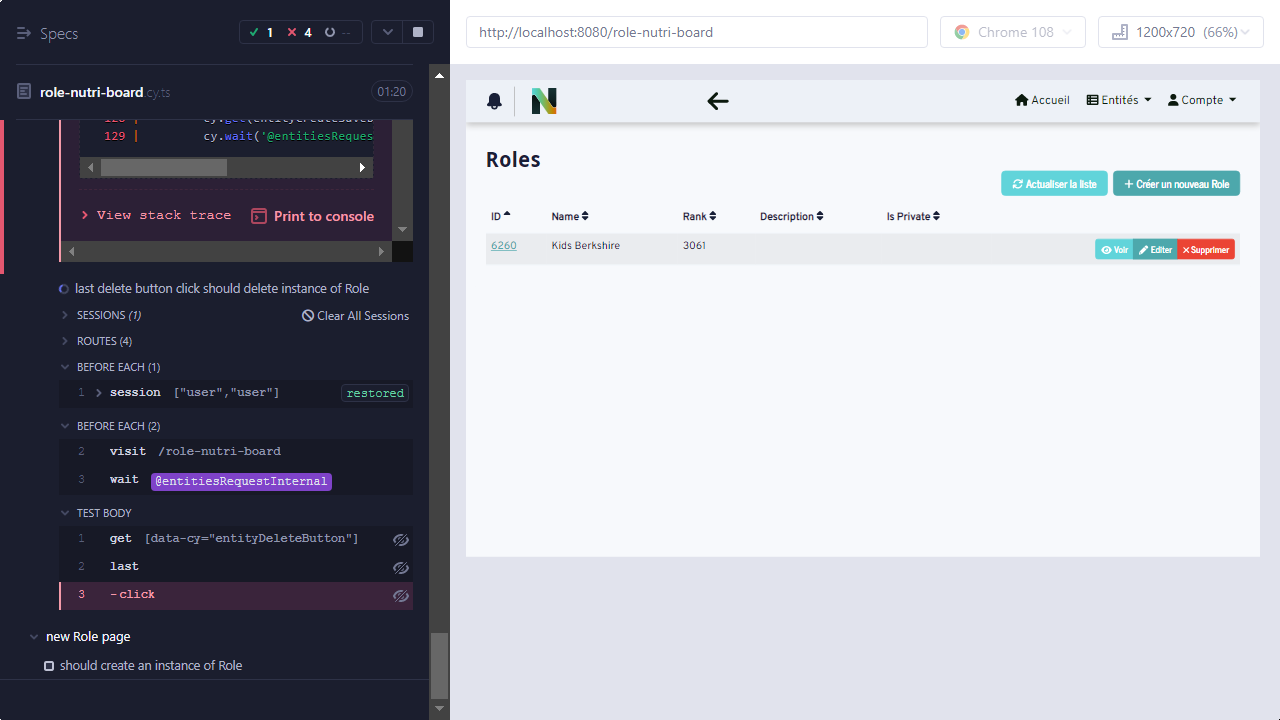 Specs
1
4
--
role-nutri-board.cy.ts
01:20
129 | cy.wait('@entitiesReques
View stack trace
Print to console
last delete button click should delete instance of Role
SESSIONS (1)
Clear All Sessions
ROUTES (4)
BEFORE EACH (1)
1 session ["user","user"] restored
BEFORE EACH (2)
2 visit /role-nutri-board
3 wait @entitiesRequestInternal
TEST BODY
1 get [data-cy="entityDeleteButton"]
2 last
3 -click
new Role page
should create an instance of Role
http://localhost:8080/role-nutri-board
Chrome 108
1200x720 (66%)
N
Accueil
Entités
Compte
Roles
Actualiser la liste
Créer un nouveau Role
ID Name Rank Description Is Private
6260 Kids Berkshire 3061
Voir
Editer
Supprimer